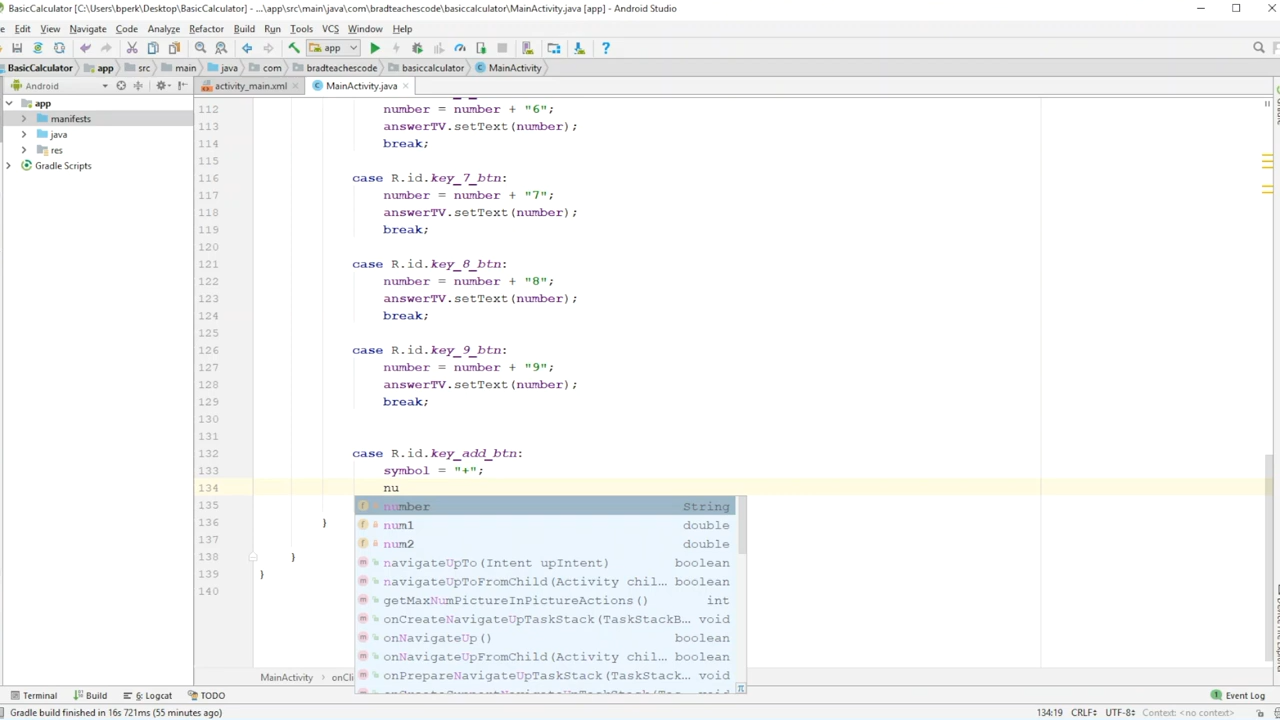 BasicCalculator [C:\Users\bperk\Desktop\BasicCalculator] - ...\app\src\main\java\com\bradteachescode\basiccalculator\MainActivity.java [app] - Android Studio
Edit View Navigate Code Analyze Refactor Build Run Tools VCS Window Help
app
BasicCalculator app src main java com bradteachescode basiccalculator MainActivity
Android activity_main.xml MainActivity.java
app
manifests
java
res
Gradle Scripts
112 number = number + "6";
113 answerTV.setText(number);
114 break;
115
116 case R.id.key_7_btn:
117 number = number + "7";
118 answerTV.setText(number);
119 break;
120
121 case R.id.key_8_btn:
122 number = number + "8";
123 answerTV.setText(number);
124 break;
125
126 case R.id.key_9_btn:
127 number = number + "9";
128 answerTV.setText(number);
129 break;
130
131
132 case R.id.key_add_btn:
133 symbol = "+";
134 nu
135
136 }
137
138 }
139 }
140
number String
num1 double
num2 double
navigateUpTo(Intent upIntent) boolean
navigateUpToFromChild(Activity chil... boolean
getMaxNumPictureInPictureActions() int
onCreateNavigateUpTaskStack(TaskStackB... void
onNavigateUp() boolean
onNavigateUpFromChild(Activity child) boolean
onPrepareNavigateUpTaskStack(TaskStack... void
MainActivity onCli
Terminal Build 6: Logcat TODO Event Log
Gradle build finished in 16s 721ms (55 minutes ago) 134:19 CRLF UTF-8 Context: <no context>